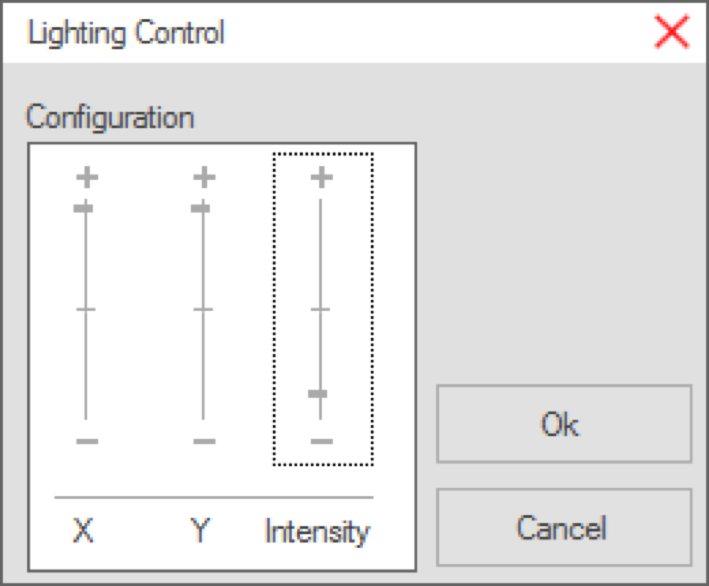 Lighting Control
Configuration
X Y Intensity
Ok
Cancel